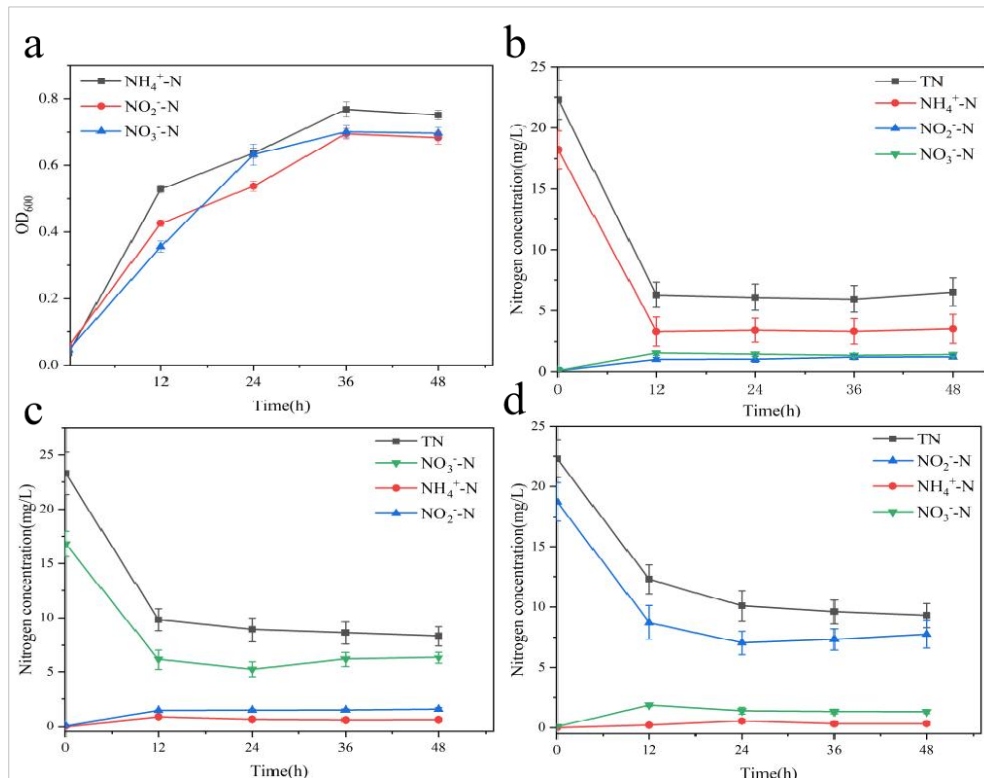 a
NH₄⁺-N
NO₂⁻-N
NO₃⁻-N
OD₆₀₀
0.8
0.6
0.4
0.2
0.0
12 24 36 48
Time(h)
b
TN
NH₄⁺-N
NO₂⁻-N
NO₃⁻-N
Nitrogen concentration(mg/L)
25
20
15
10
5
0
0 12 24 36 48
Time(h)
c
TN
NO₃⁻-N
NH₄⁺-N
NO₂⁻-N
Nitrogen concentration(mg/L)
25
20
15
10
5
0
0 12 24 36 48
Time(h)
d
TN
NO₂⁻-N
NH₄⁺-N
NO₃⁻-N
Nitrogen concentration(mg/L)
25
20
15
10
5
0
0 12 24 36 48
Time(h)